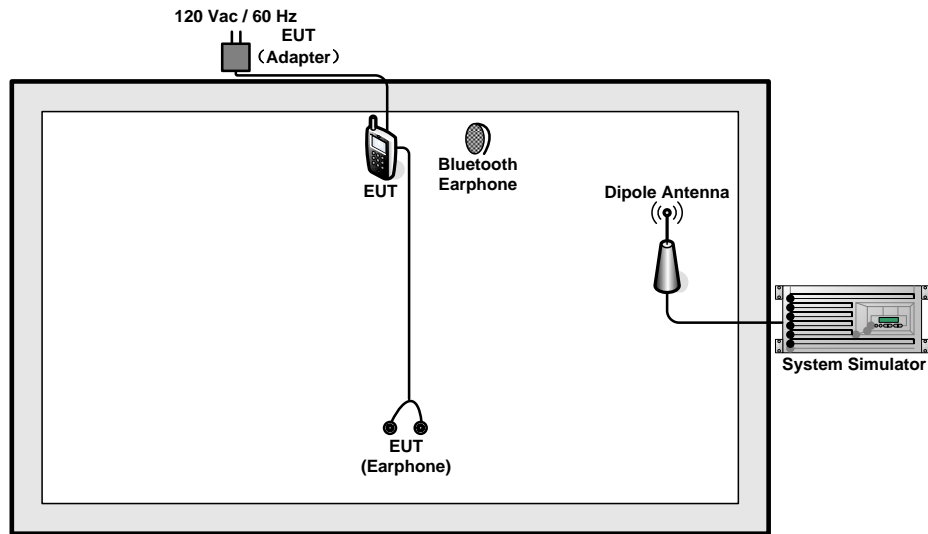 120 Vac / 60 Hz
EUT
（Adapter）
EUT
Bluetooth
Earphone
Dipole Antenna
System Simulator
EUT
(Earphone)